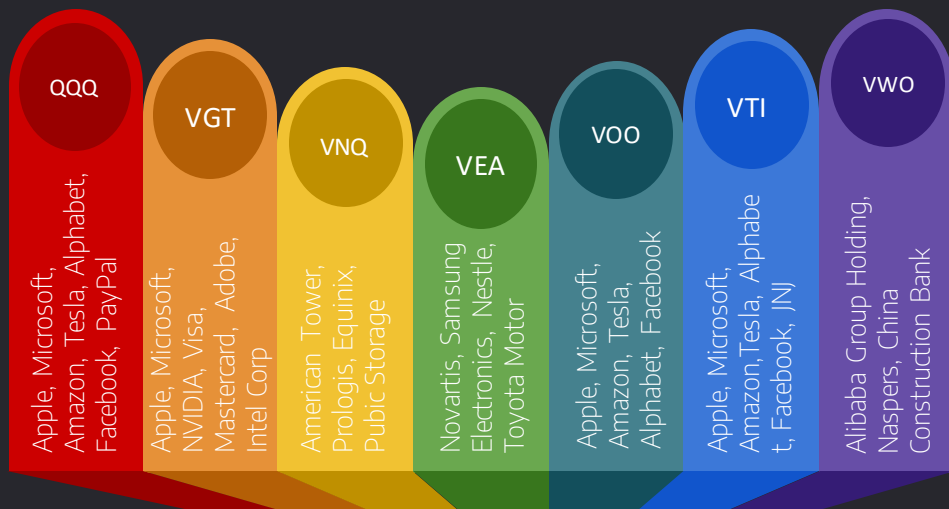 QQQ
Apple, Microsoft,
Amazon, Tesla, Alphabet,
Facebook, PayPal
VGT
Apple, Microsoft,
NVIDIA, Visa,
Mastercard, Adobe,
Intel Corp
VNQ
American Tower,
Prologis, Equinix,
Pubic Storage
VEA
Novartis, Samsung
Electronics, Nestle,
Toyota Motor
VOO
Apple, Microsoft,
Amazon, Tesla,
Alphabet, Facebook
VTI
Apple, Microsoft,
Amazon,Tesla, Alphabe
t, Facebook, JNJ
VWO
Alibaba Group Holding,
Naspers, China
Construction Bank